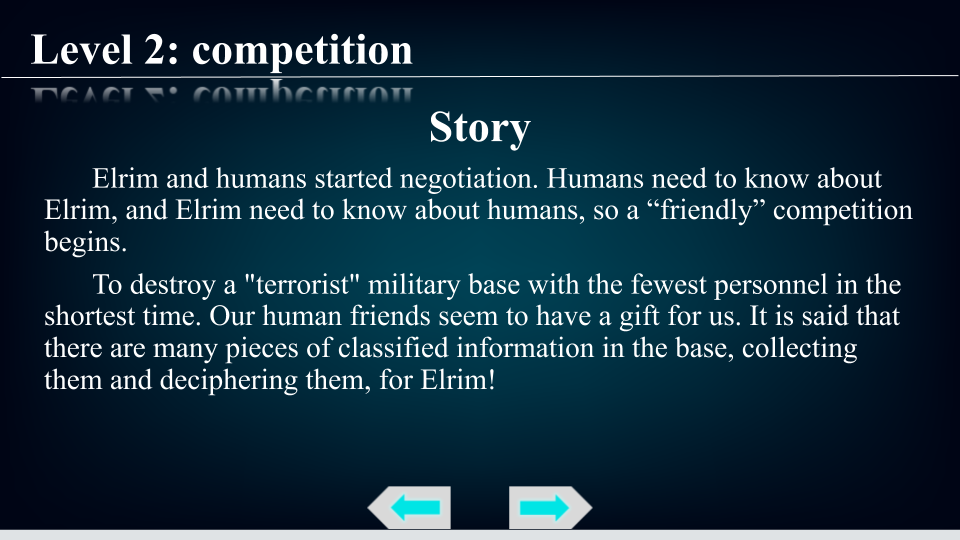 Level 2: competition
Story
Elrim and humans started negotiation. Humans need to know about
Elrim, and Elrim need to know about humans, so a “friendly” competition
begins.
To destroy a "terrorist" military base with the fewest personnel in the
shortest time. Our human friends seem to have a gift for us. It is said that
there are many pieces of classified information in the base, collecting
them and deciphering them, for Elrim!